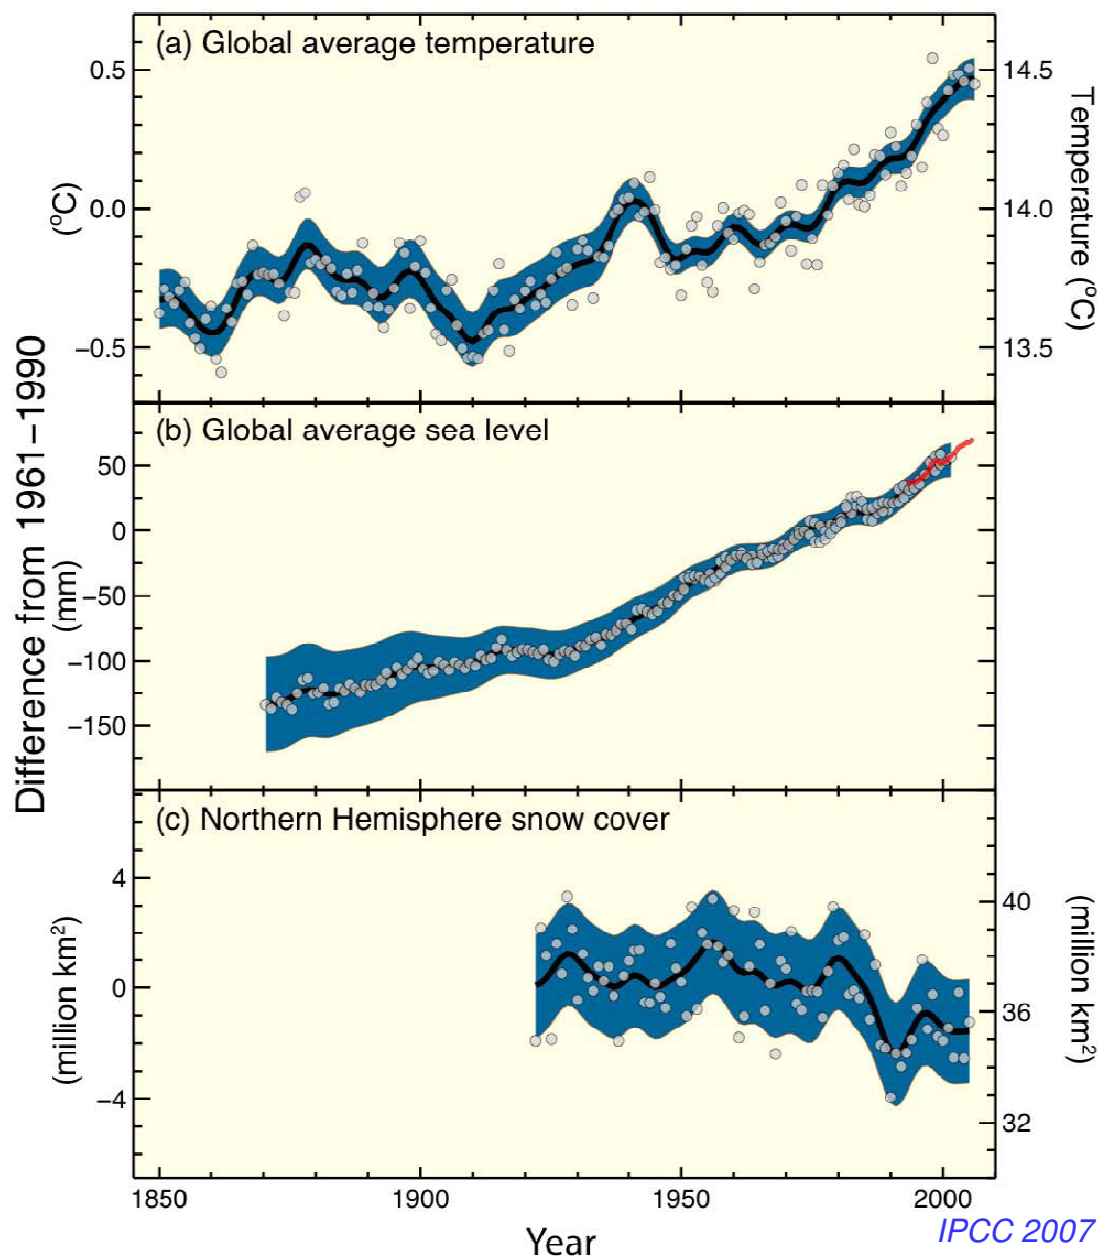 (a) Global average temperature
0.5
0.0
−0.5
(°C)
14.5
14.0
13.5
Temperature (°C)
Difference from 1961−1990
(b) Global average sea level
50
0
−50
−100
−150
(mm)
(c) Northern Hemisphere snow cover
4
0
−4
(million km²)
40
36
32
(million km²)
1850
1900
1950
2000
Year
IPCC 2007